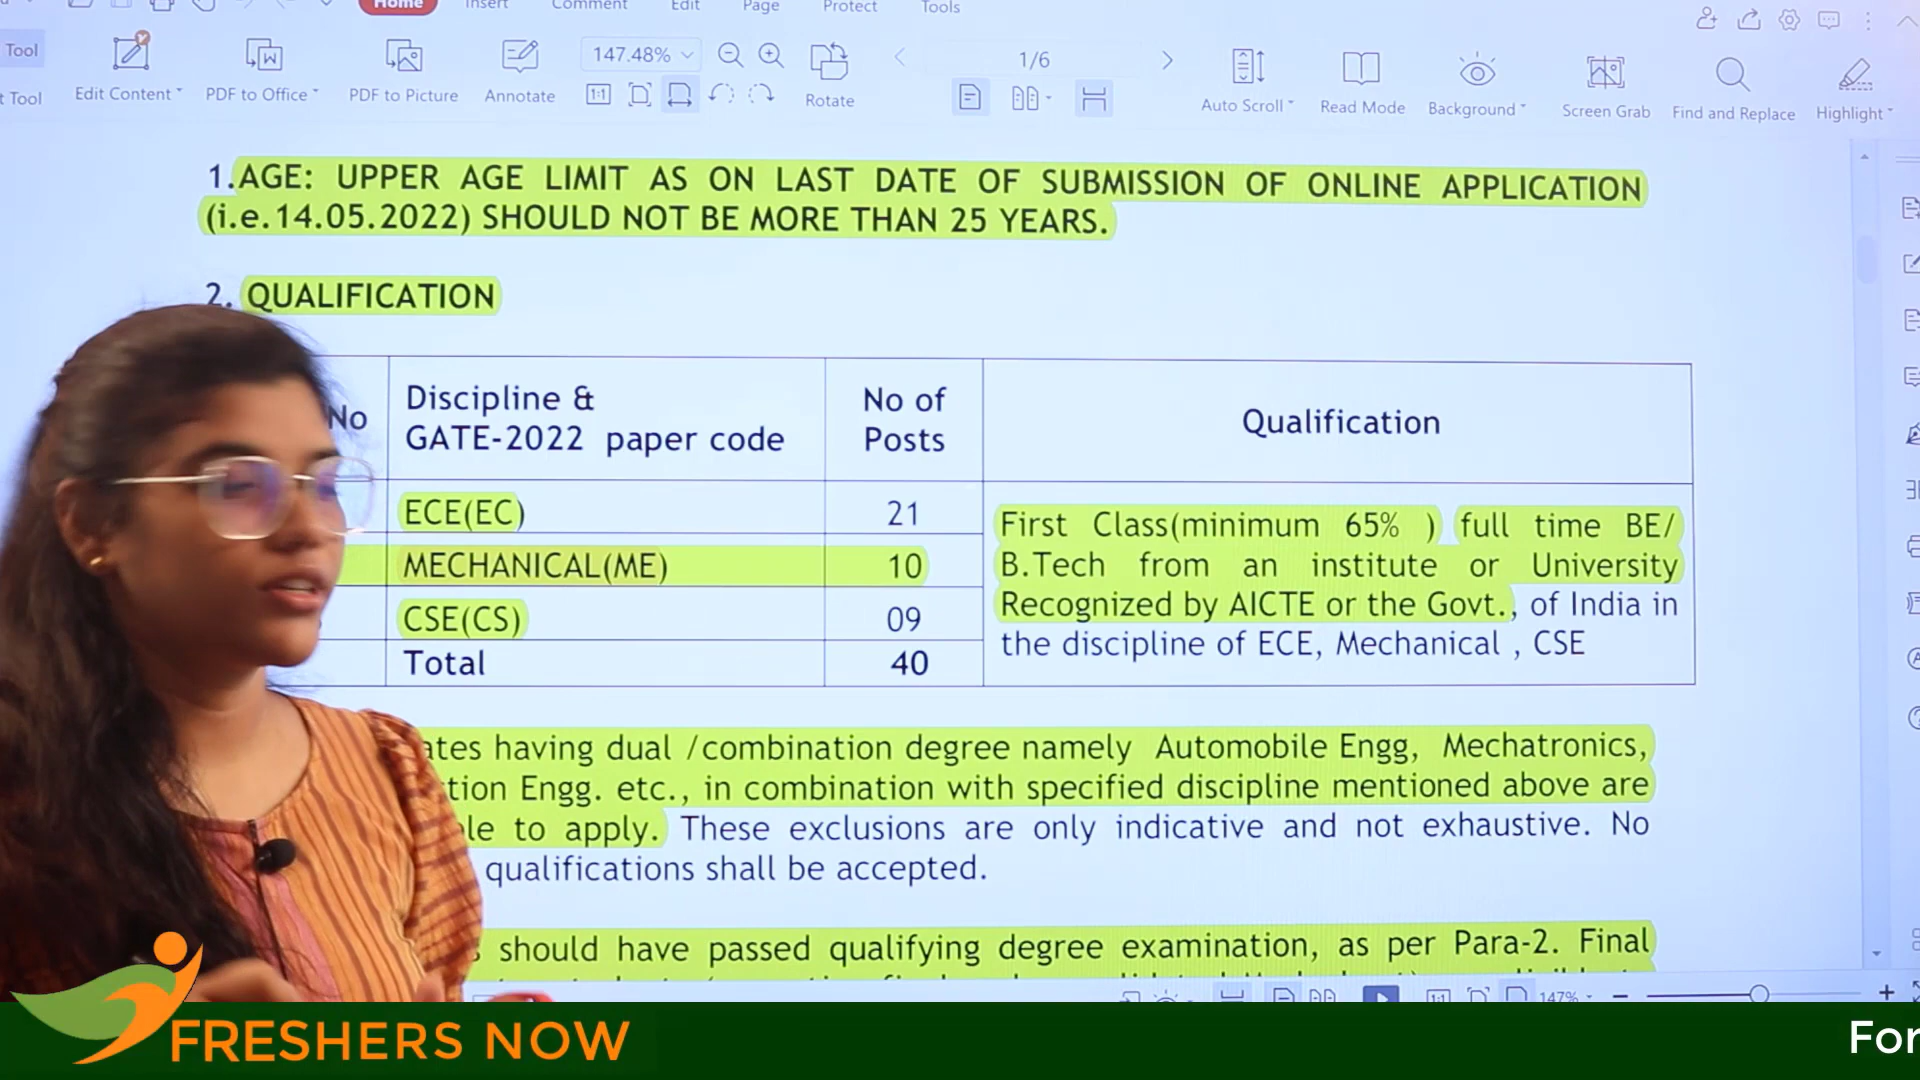 Home Insert Comment Edit Page Protect Tools
Tool
147.48%
1/6
Tool
Edit Content PDF to Office PDF to Picture Annotate 1:1 Rotate Auto Scroll Read Mode Background Screen Grab Find and Replace Highlight
1.AGE: UPPER AGE LIMIT AS ON LAST DATE OF SUBMISSION OF ONLINE APPLICATION
(i.e.14.05.2022) SHOULD NOT BE MORE THAN 25 YEARS.
2. QUALIFICATION
No
Discipline &
GATE-2022 paper code
No of
Posts
Qualification
ECE(EC) 21
MECHANICAL(ME) 10
CSE(CS) 09
Total 40
First Class(minimum 65% ) full time BE/
B.Tech from an institute or University
Recognized by AICTE or the Govt., of India in
the discipline of ECE, Mechanical , CSE
ates having dual /combination degree namely Automobile Engg, Mechatronics,
tion Engg. etc., in combination with specified discipline mentioned above are
le to apply. These exclusions are only indicative and not exhaustive. No
qualifications shall be accepted.
should have passed qualifying degree examination, as per Para-2. Final
147%
FRESHERS NOW
For